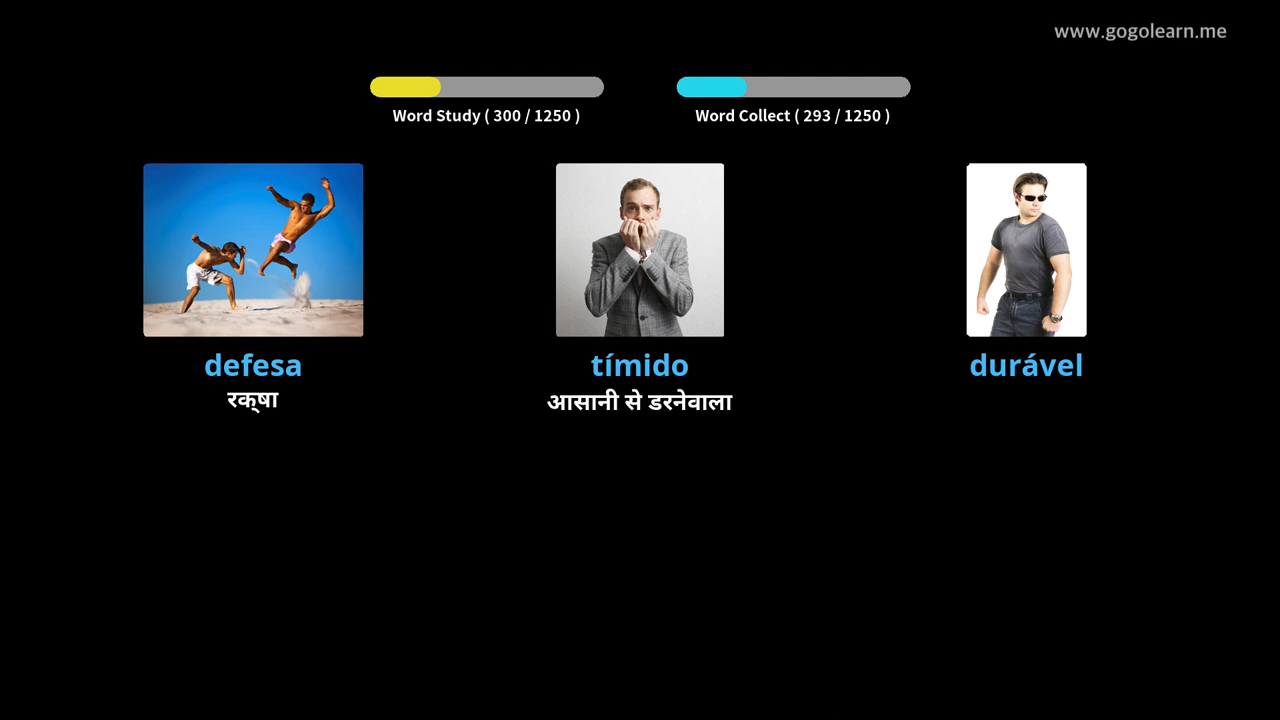 www.gogolearn.me
Word Study ( 300 / 1250 )
Word Collect ( 293 / 1250 )
defesa
tímido
durável
रक्षा
आसानी से डरनेवाला